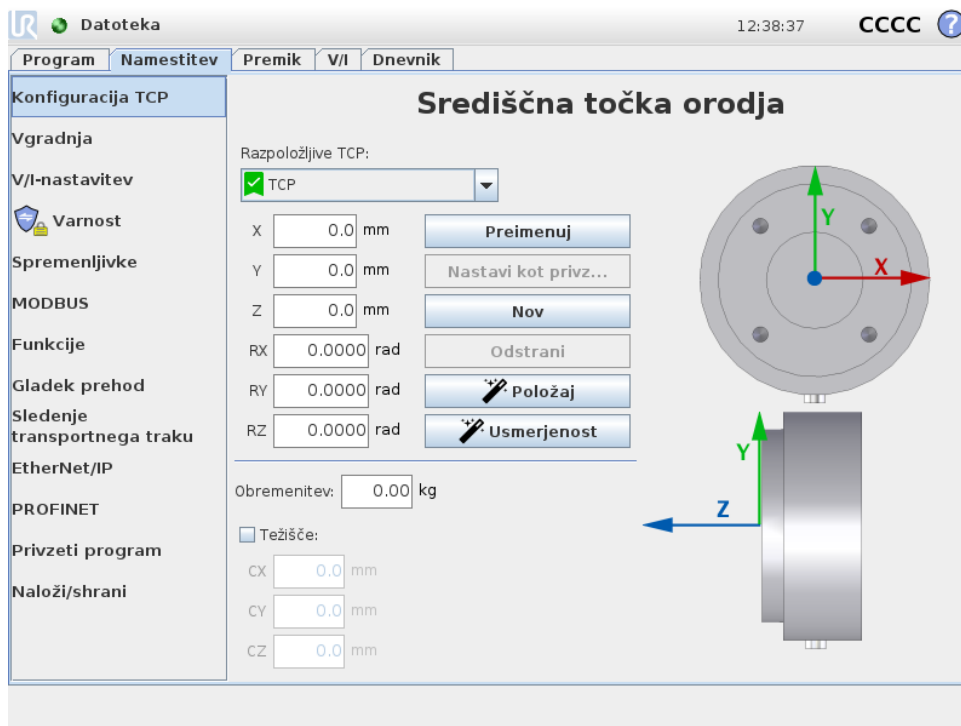 UR Datoteka 12:38:37 CCCC ?
Program Namestitev Premik V/I Dnevnik
Konfiguracija TCP
Vgradnja
V/I-nastavitev
Varnost
Spremenljivke
MODBUS
Funkcije
Gladek prehod
Sledenje
transportnega traku
EtherNet/IP
PROFINET
Privzeti program
Naloži/shrani
Središčna točka orodja
Razpoložljive TCP:
TCP
X 0.0 mm Preimenuj
Y 0.0 mm Nastavi kot privz...
Z 0.0 mm Nov
RX 0.0000 rad Odstrani
RY 0.0000 rad Položaj
RZ 0.0000 rad Usmerjenost
Obremenitev: 0.00 kg
Težišče:
CX 0.0 mm
CY 0.0 mm
CZ 0.0 mm
Y
X
Y
Z